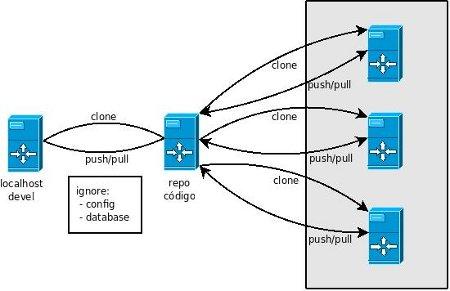 clone
push/pull
clone
push/pull
clone
push/pull
clone
push/pull
localhost
devel
ignore:
- config
- database
repo
código